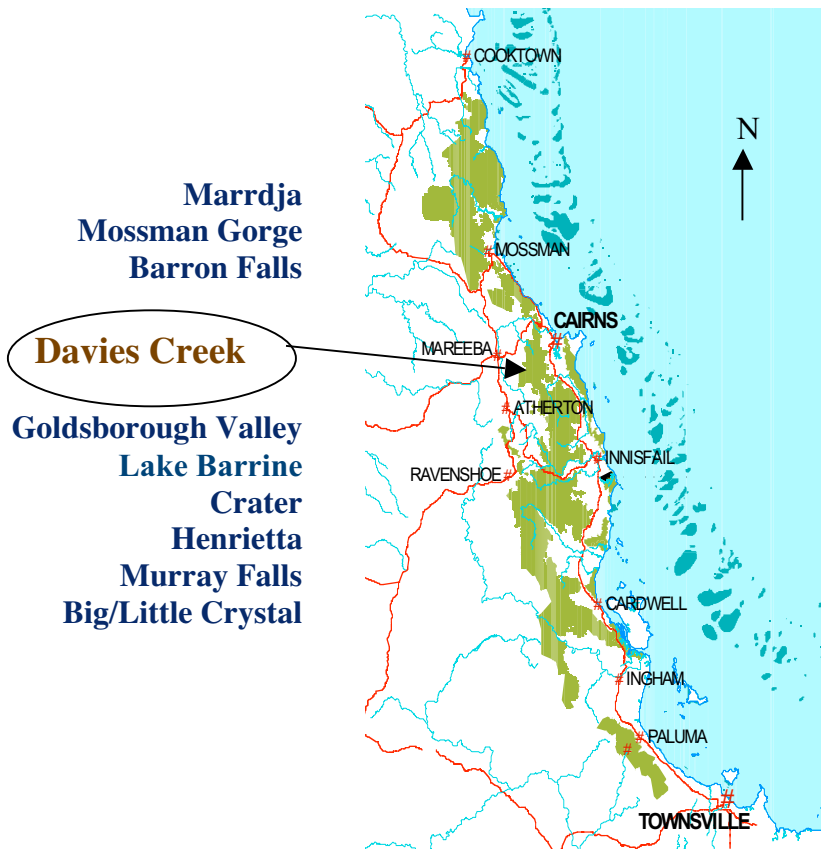 Marrdja
Mossman Gorge
Barron Falls
Davies Creek
Goldsborough Valley
Lake Barrine
Crater
Henrietta
Murray Falls
Big/Little Crystal
N
# COOKTOWN
# MOSSMAN
CAIRNS
#
MAREEBA #
# ATHERTON
# INNISFAIL
RAVENSHOE #
# CARDWELL
# INGHAM
# PALUMA
#
#
TOWNSVILLE